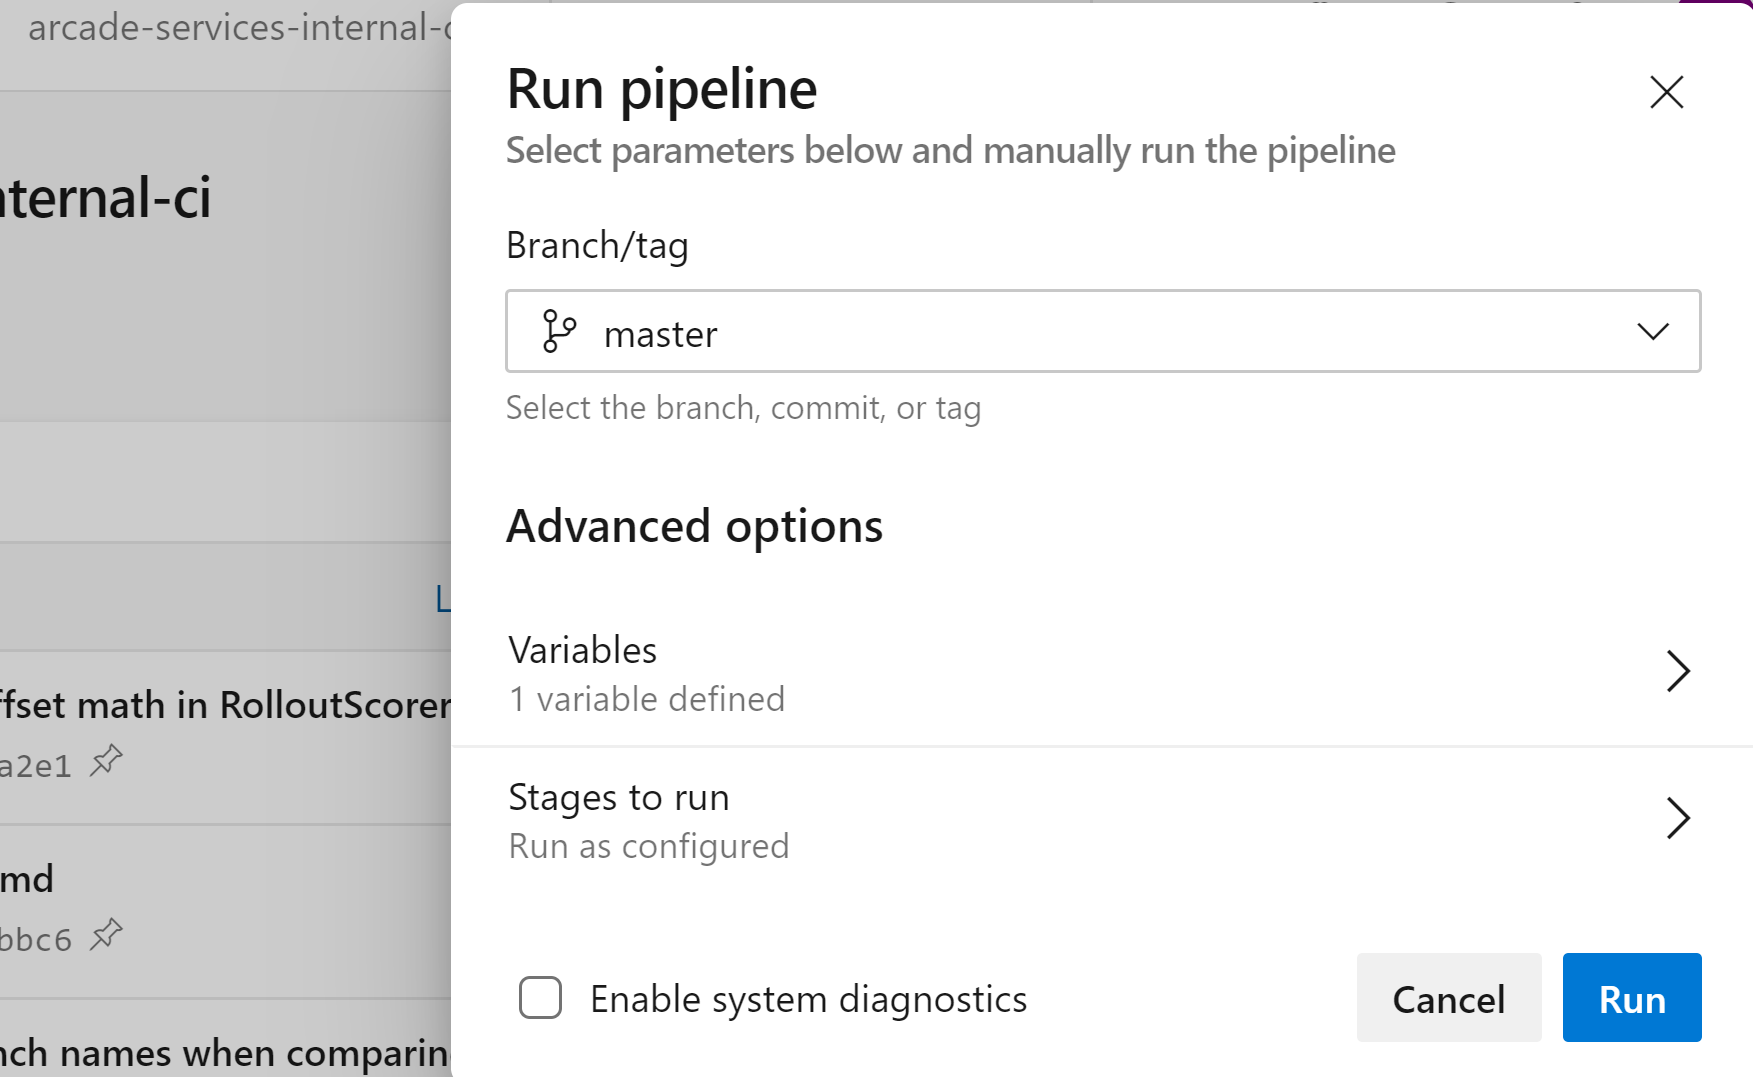 arcade-services-internal-c
Run pipeline
Select parameters below and manually run the pipeline
nternal-ci
Branch/tag
master
Select the branch, commit, or tag
Advanced options
L
Variables
1 variable defined
ffset math in RolloutScorer
a2e1
Stages to run
Run as configured
md
bbc6
Enable system diagnostics
Cancel
Run
nch names when comparing